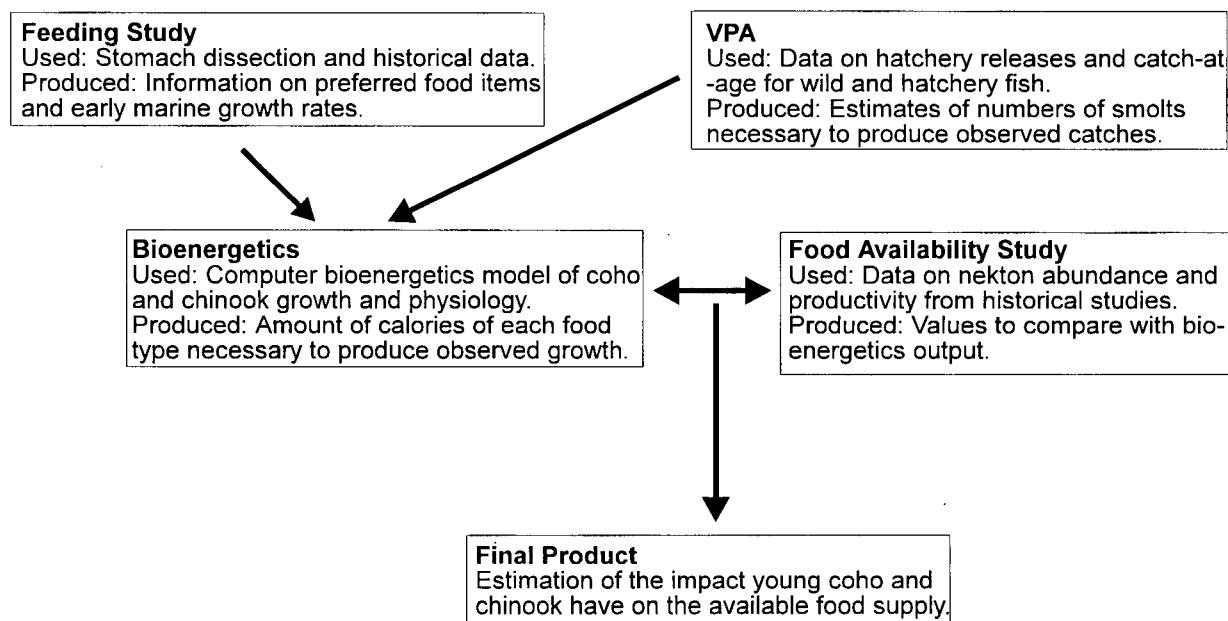 Feeding Study
Used: Stomach dissection and historical data.
Produced: Information on preferred food items
and early marine growth rates.
VPA
Used: Data on hatchery releases and catch-at
-age for wild and hatchery fish.
Produced: Estimates of numbers of smolts
necessary to produce observed catches.
Bioenergetics
Used: Computer bioenergetics model of coho
and chinook growth and physiology.
Produced: Amount of calories of each food
type necessary to produce observed growth.
Food Availability Study
Used: Data on nekton abundance and
productivity from historical studies.
Produced: Values to compare with bio-
energetics output.
Final Product
Estimation of the impact young coho and
chinook have on the available food supply.